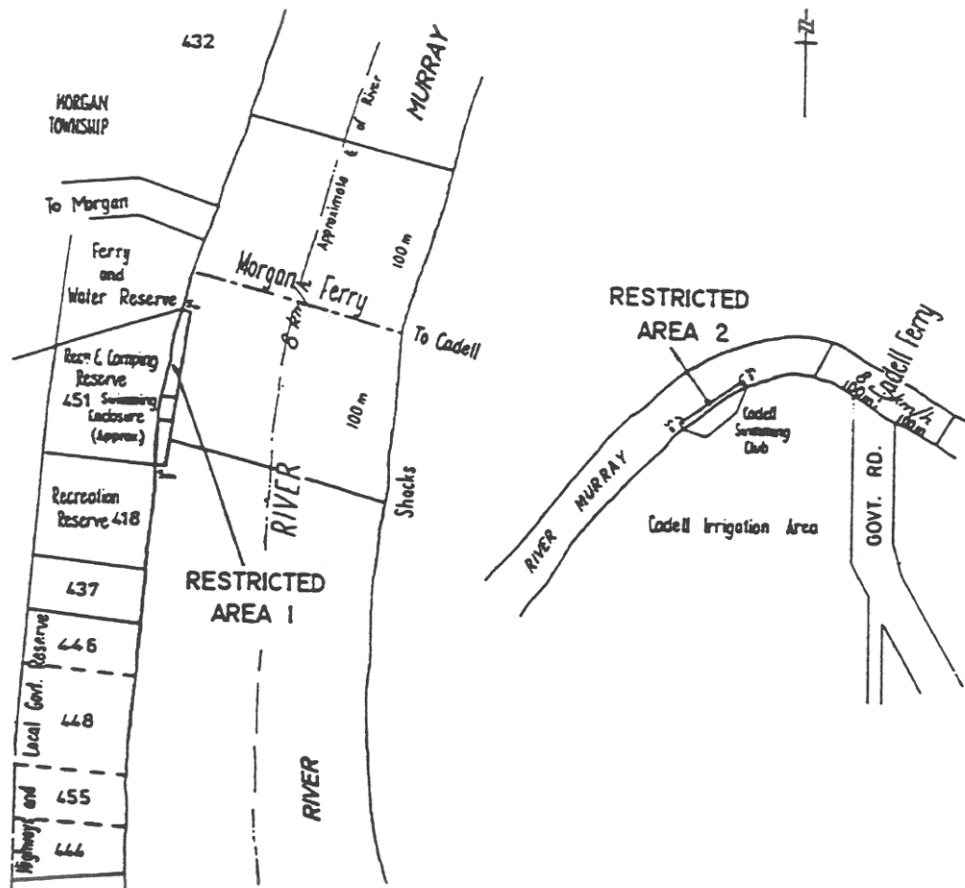 432
MORGAN
TOWNSHIP
To Morgan
Ferry
and
Water Reserve
Recn & Camping
Reserve
451 Swimming
Enclosure
(Approx.)
Recreation
Reserve 418
437
446
448
455
444
Local Govt. Reserve
Highways and
MURRAY
Approximate ℄ of River
100 m
Morgan Ferry
8 km/h
To Cadell
100 m
RIVER
Shacks
RESTRICTED
AREA 1
RIVER
N
RESTRICTED
AREA 2
Cadell Ferry
8 km/h
100m
100m
Cadell
Swimming
Club
RIVER MURRAY
Cadell Irrigation Area
GOVT. RD.